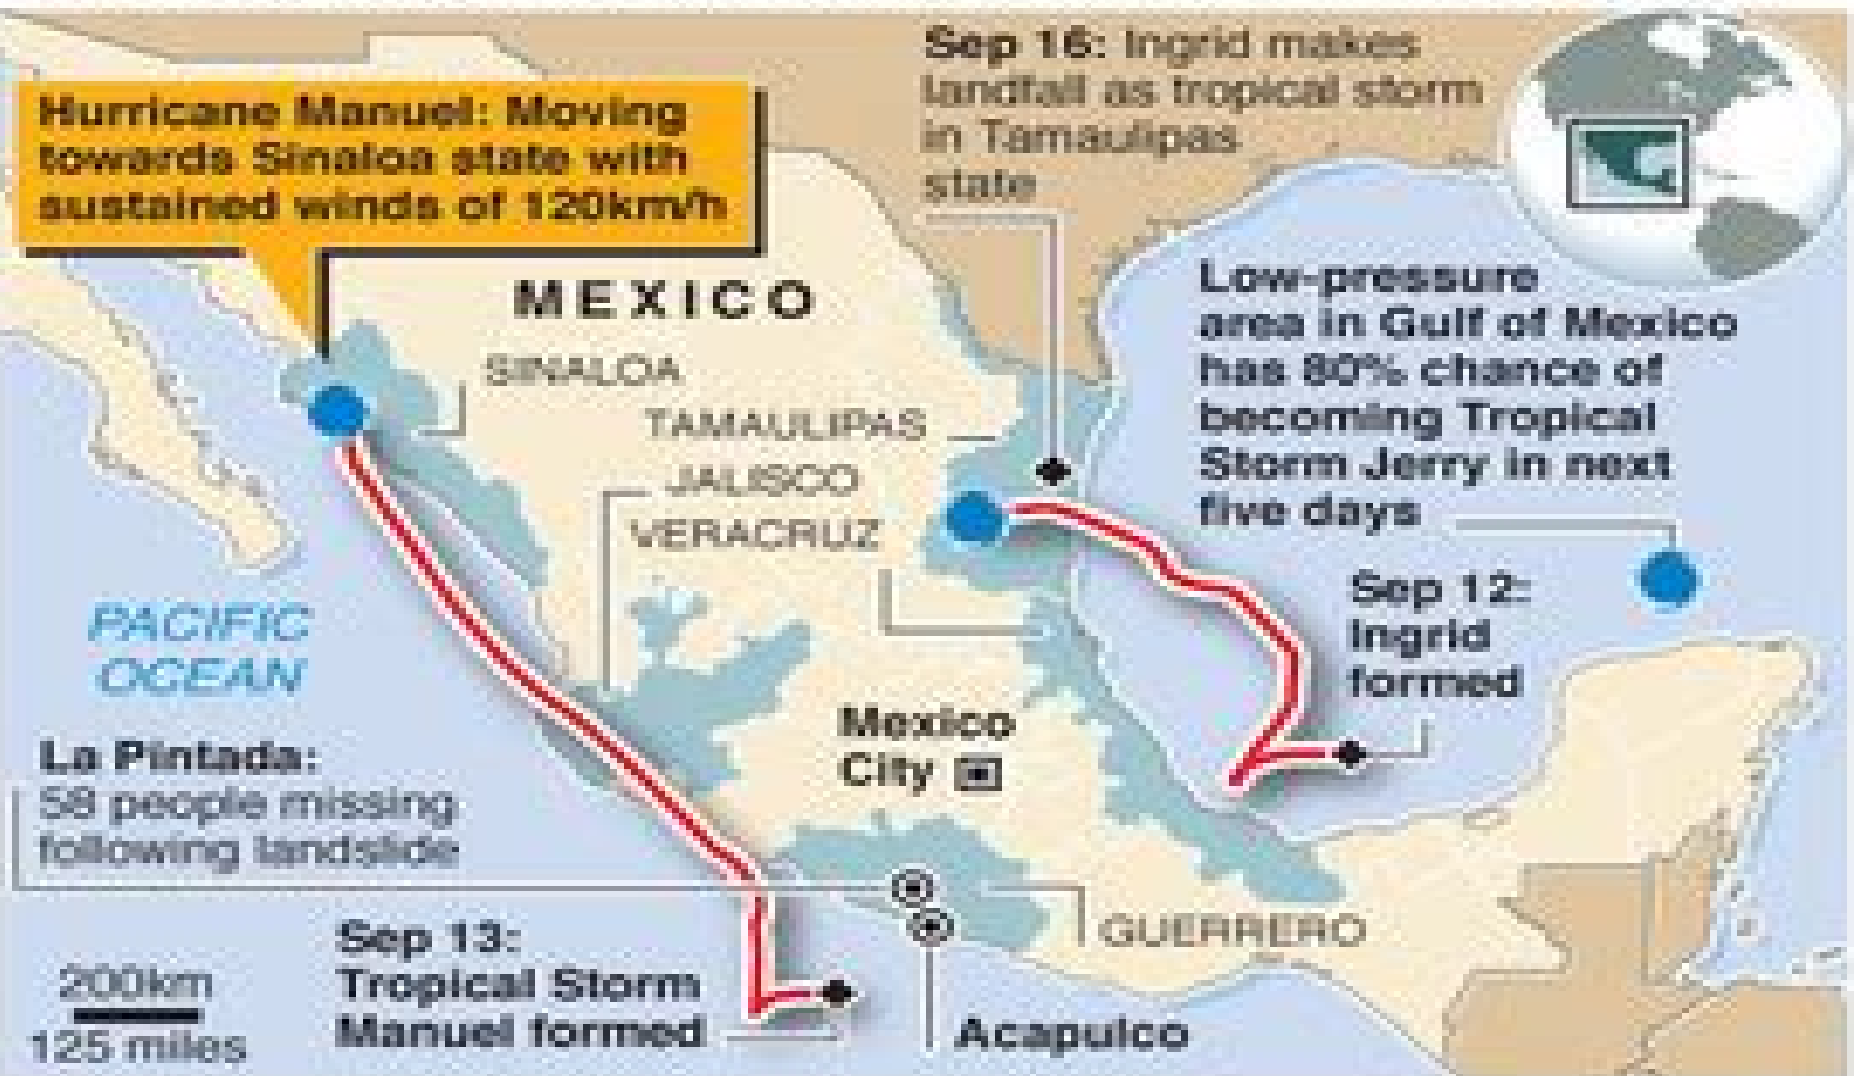 Hurricane Manuel: Moving
towards Sinaloa state with
sustained winds of 120km/h
Sep 16: Ingrid makes
landfall as tropical storm
in Tamaulipas
state
MEXICO
Low-pressure
area in Gulf of Mexico
has 80% chance of
becoming Tropical
Storm Jerry in next
five days
SINALOA
TAMAULIPAS
JALISCO
VERACRUZ
Sep 12:
Ingrid
formed
PACIFIC
OCEAN
Mexico
City
La Pintada:
58 people missing
following landslide
GUERRERO
Sep 13:
Tropical Storm
Manuel formed
Acapulco
200km
125 miles